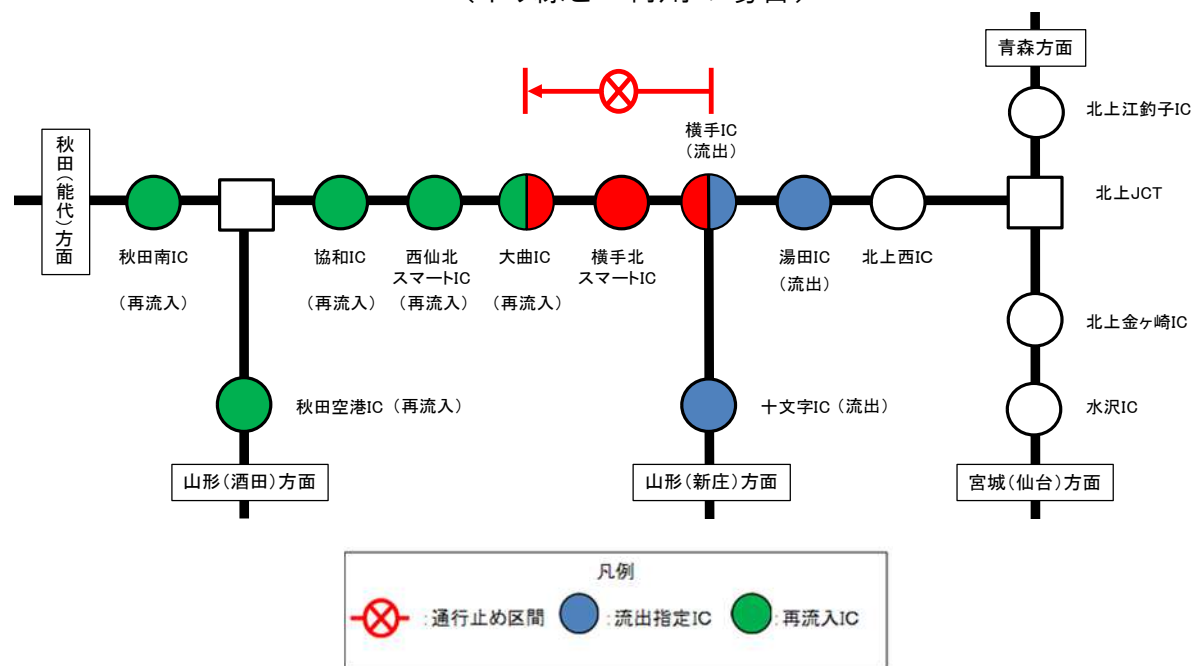 青森方面
北上江釣子IC
横手IC
(流出)
秋田(能代)方面
北上JCT
秋田南IC
(再流入)
協和IC
(再流入)
西仙北
スマートIC
(再流入)
大曲IC
(再流入)
横手北
スマートIC
湯田IC
(流出)
北上西IC
北上金ヶ崎IC
秋田空港IC (再流入)
十文字IC (流出)
水沢IC
山形(酒田)方面
山形(新庄)方面
宮城(仙台)方面
凡例
:通行止め区間
:流出指定IC
:再流入IC